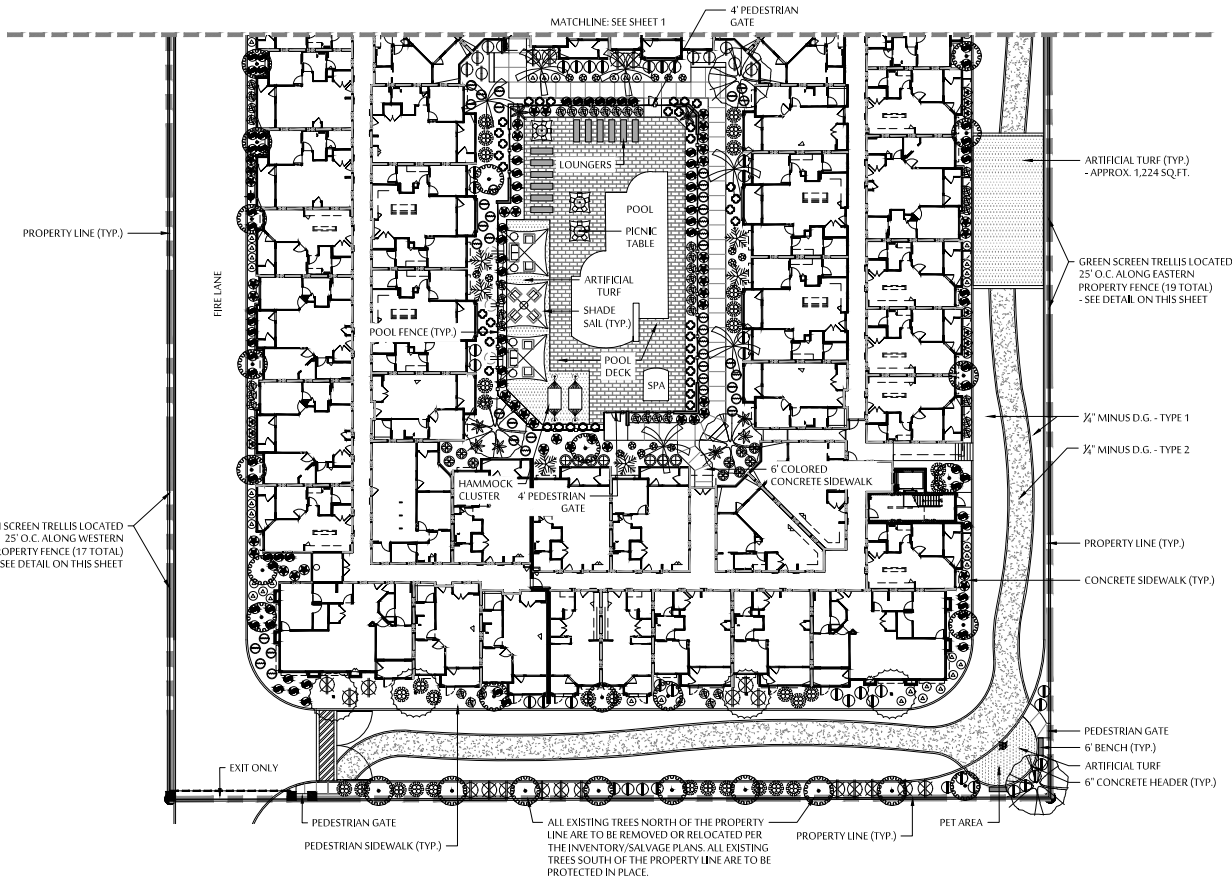 MATCHLINE: SEE SHEET 1
4' PEDESTRIAN
GATE
LOUNGERS
POOL
PICNIC
TABLE
ARTIFICIAL
TURF
SHADE
SAIL (TYP.)
POOL FENCE (TYP.)
POOL
DECK
SPA
HAMMOCK
CLUSTER
4' PEDESTRIAN
GATE
6' COLORED
CONCRETE SIDEWALK
PROPERTY LINE (TYP.)
FIRE LANE
SCREEN TRELLIS LOCATED
25' O.C. ALONG WESTERN
ROPERTY FENCE (17 TOTAL)
SEE DETAIL ON THIS SHEET
ARTIFICIAL TURF (TYP.)
- APPROX. 1,224 SQ.FT.
GREEN SCREEN TRELLIS LOCATED
25' O.C. ALONG EASTERN
PROPERTY FENCE (19 TOTAL)
- SEE DETAIL ON THIS SHEET
¼" MINUS D.G. - TYPE 1
¼" MINUS D.G. - TYPE 2
PROPERTY LINE (TYP.)
CONCRETE SIDEWALK (TYP.)
PEDESTRIAN GATE
6' BENCH (TYP.)
ARTIFICIAL TURF
6" CONCRETE HEADER (TYP.)
EXIT ONLY
PEDESTRIAN GATE
PEDESTRIAN SIDEWALK (TYP.)
ALL EXISTING TREES NORTH OF THE PROPERTY
LINE ARE TO BE REMOVED OR RELOCATED PER
THE INVENTORY/SALVAGE PLANS. ALL EXISTING
TREES SOUTH OF THE PROPERTY LINE ARE TO BE
PROTECTED IN PLACE.
PROPERTY LINE (TYP.)
PET AREA